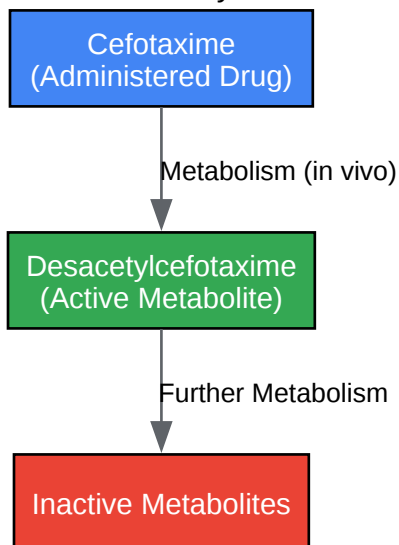 Cefotaxime
(Administered Drug)
Metabolism (in vivo)
Desacetylcefotaxime
(Active Metabolite)
Further Metabolism
Inactive Metabolites